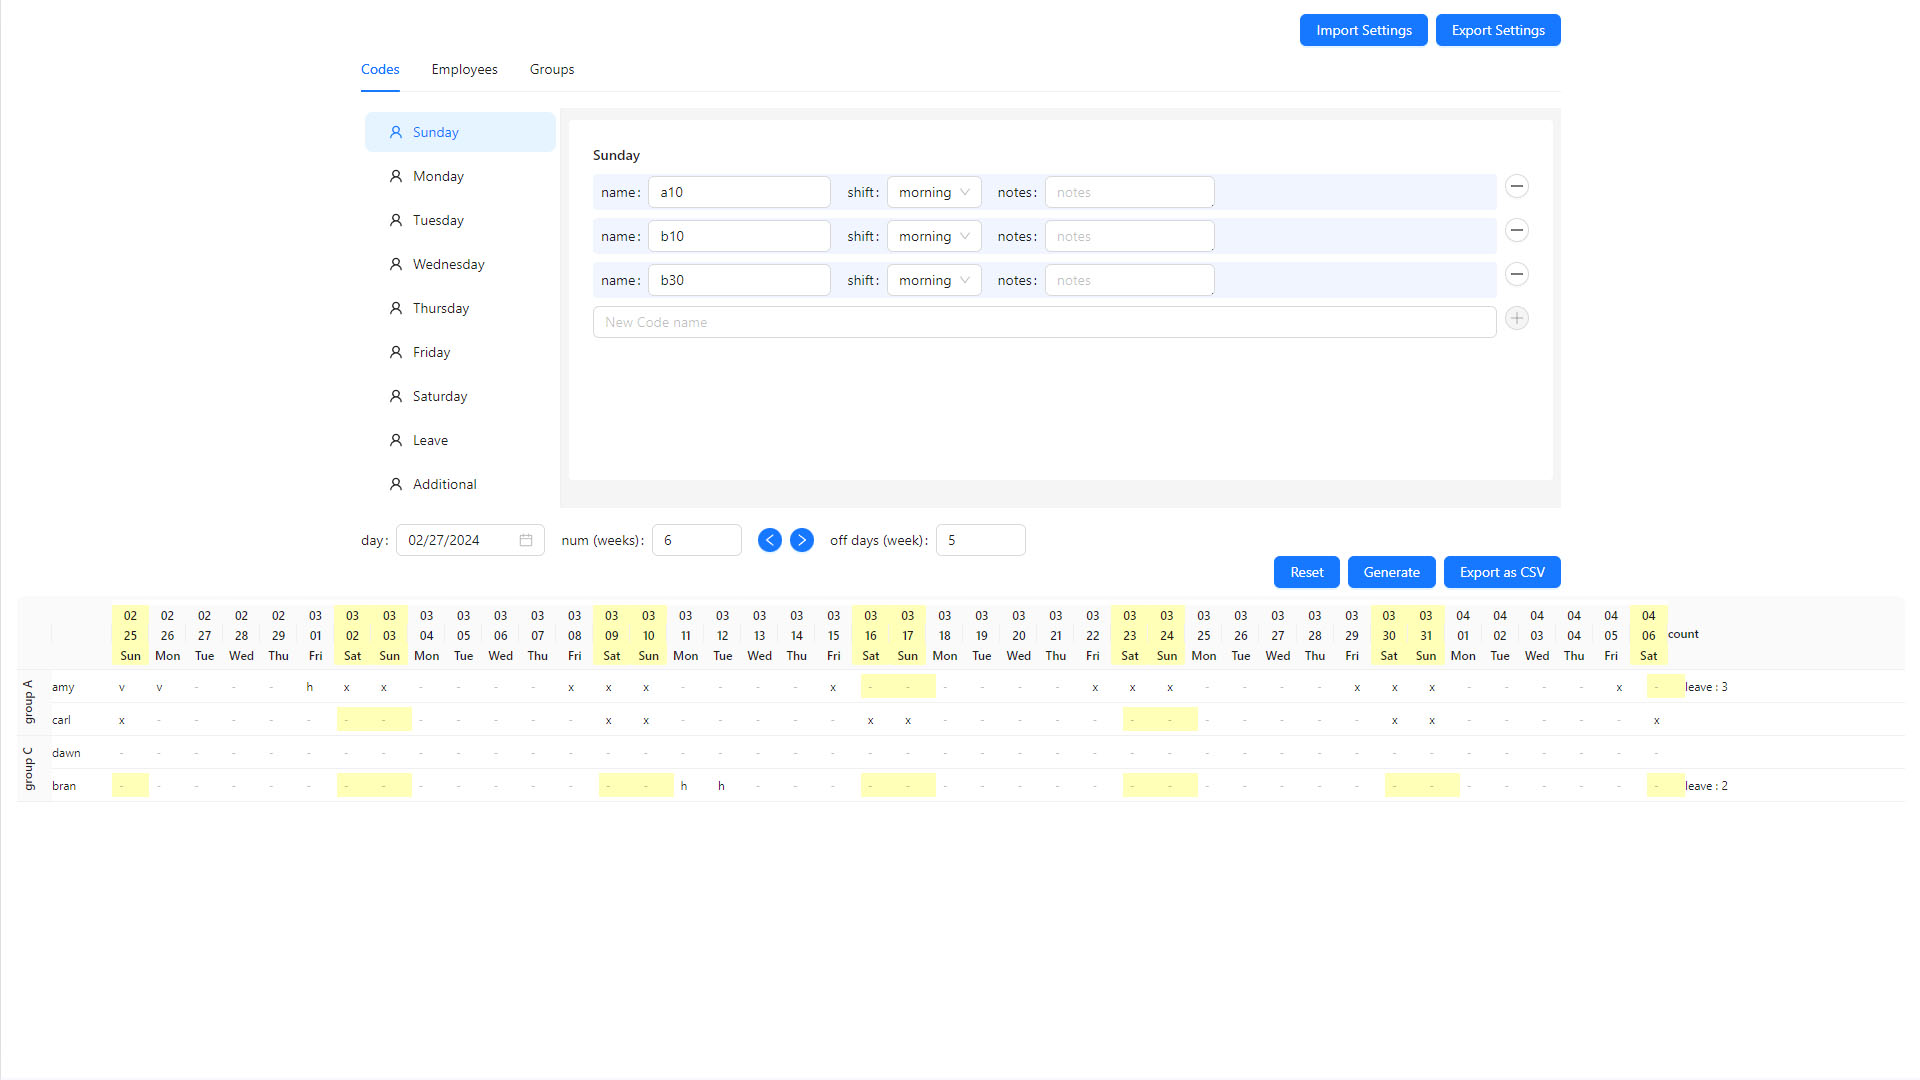 Import Settings Export Settings
Codes Employees Groups
Sunday
Monday
Tuesday
Wednesday
Thursday
Friday
Saturday
Leave
Additional
Sunday
name: a10 shift: morning notes: notes
name: b10 shift: morning notes: notes
name: b30 shift: morning notes: notes
New Code name
day: 02/27/2024 num (weeks): 6 off days (week): 5
Reset Generate Export as CSV
02 02 02 02 02 03 03 03 03 03 03 03 03 03 03 03 03 03 03 03 03 03 03 03 03 03 03 03 03 03 03 03 03 03 03 03 04 04 04 04 04 04
25 26 27 28 29 01 02 03 04 05 06 07 08 09 10 11 12 13 14 15 16 17 18 19 20 21 22 23 24 25 26 27 28 29 30 31 01 02 03 04 05 06 count
Sun Mon Tue Wed Thu Fri Sat Sun Mon Tue Wed Thu Fri Sat Sun Mon Tue Wed Thu Fri Sat Sun Mon Tue Wed Thu Fri Sat Sun Mon Tue Wed Thu Fri Sat Sun Mon Tue Wed Thu Fri Sat
group A
amy v v - - - h x x - - - - x x x - - - - x - - - - - - x x x - - - - x x x - - - - x - leave : 3
carl x - - - - - - - - - - - - x x - - - - - x x - - - - - - - - - - - - x x - - - - - x
group C
dawn - - - - - - - - - - - - - - - - - - - - - - - - - - - - - - - - - - - - - - - - - -
bran - - - - - - - - - - - - - - - h h - - - - - - - - - - - - - - - - - - - - - - - - - leave : 2